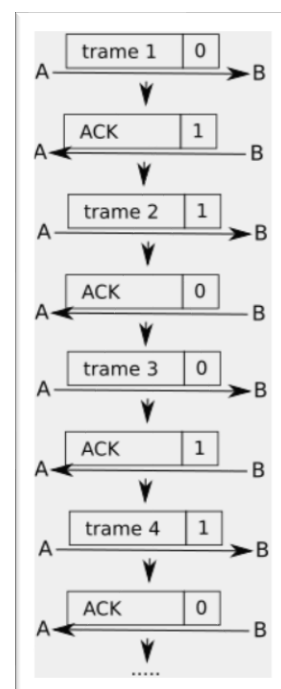 trame 1 0
A B
ACK 1
A B
trame 2 1
A B
ACK 0
A B
trame 3 0
A B
ACK 1
A B
trame 4 1
A B
ACK 0
A B
.....